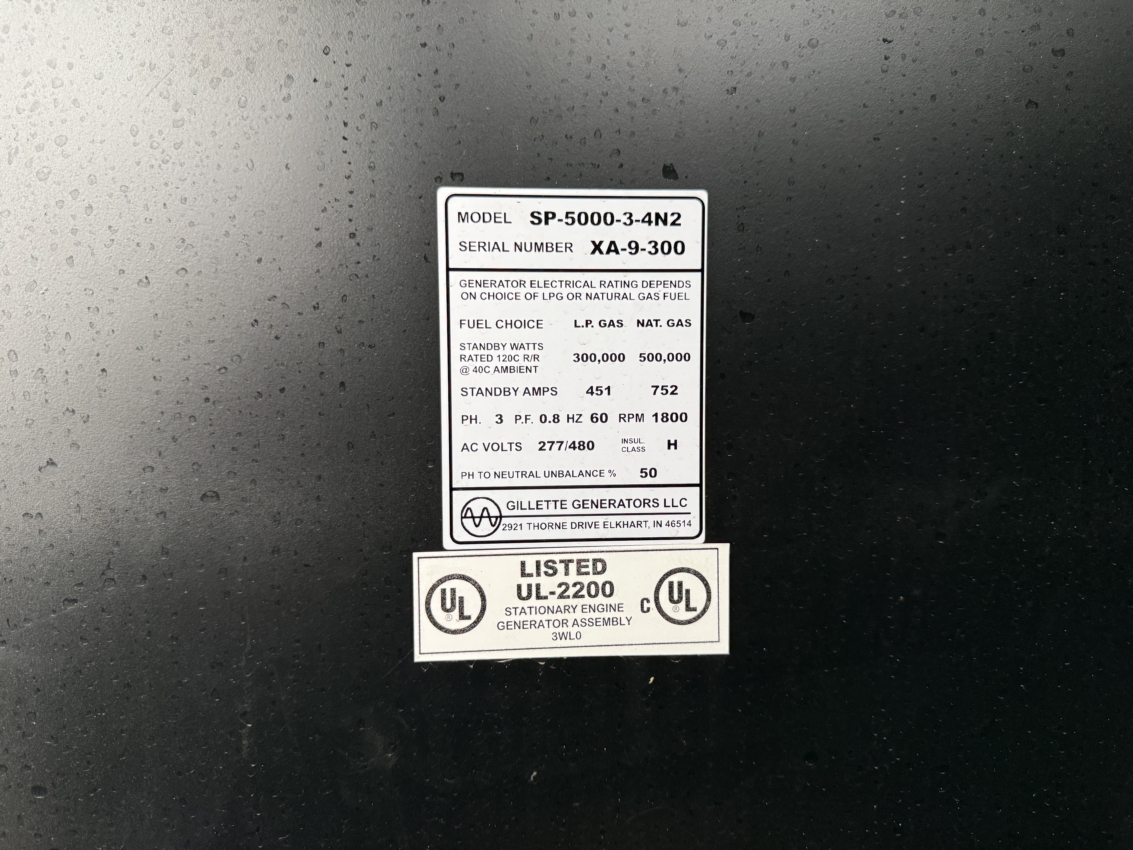 MODEL SP-5000-3-4N2
SERIAL NUMBER XA-9-300
GENERATOR ELECTRICAL RATING DEPENDS
ON CHOICE OF LPG OR NATURAL GAS FUEL
FUEL CHOICE L.P. GAS NAT. GAS
STANDBY WATTS
RATED 120C R/R 300,000 500,000
@ 40C AMBIENT
STANDBY AMPS 451 752
PH. 3 P.F. 0.8 HZ 60 RPM 1800
AC VOLTS 277/480 INSUL. CLASS H
PH TO NEUTRAL UNBALANCE % 50
GILLETTE GENERATORS LLC
2921 THORNE DRIVE ELKHART, IN 46514
LISTED
UL-2200
STATIONARY ENGINE
GENERATOR ASSEMBLY
3WL0
UL ®
C UL ®